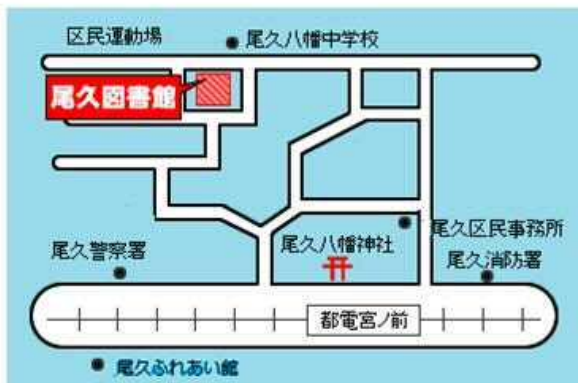 区民運動場
尾久八幡中学校
尾久図書館
尾久区民事務所
尾久八幡神社
尾久警察署
尾久消防署
都電宮ノ前
尾久ふれあい館